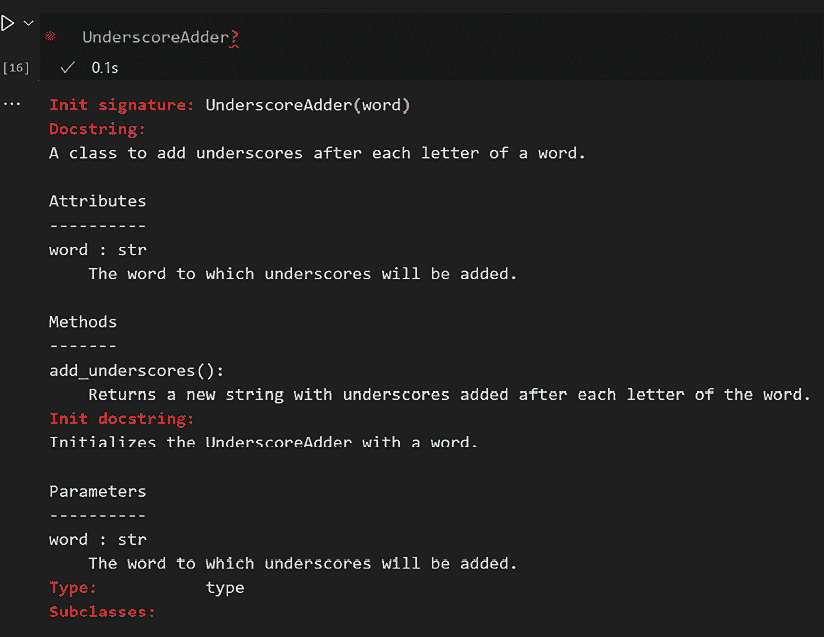 UnderscoreAdder?
[16]
0.1s
...
Init signature: UnderscoreAdder(word)
Docstring:
A class to add underscores after each letter of a word.
Attributes
----------
word : str
The word to which underscores will be added.
Methods
-------
add_underscores():
Returns a new string with underscores added after each letter of the word.
Init docstring:
Initializes the UnderscoreAdder with a word.
Parameters
----------
word : str
The word to which underscores will be added.
Type: type
Subclasses: